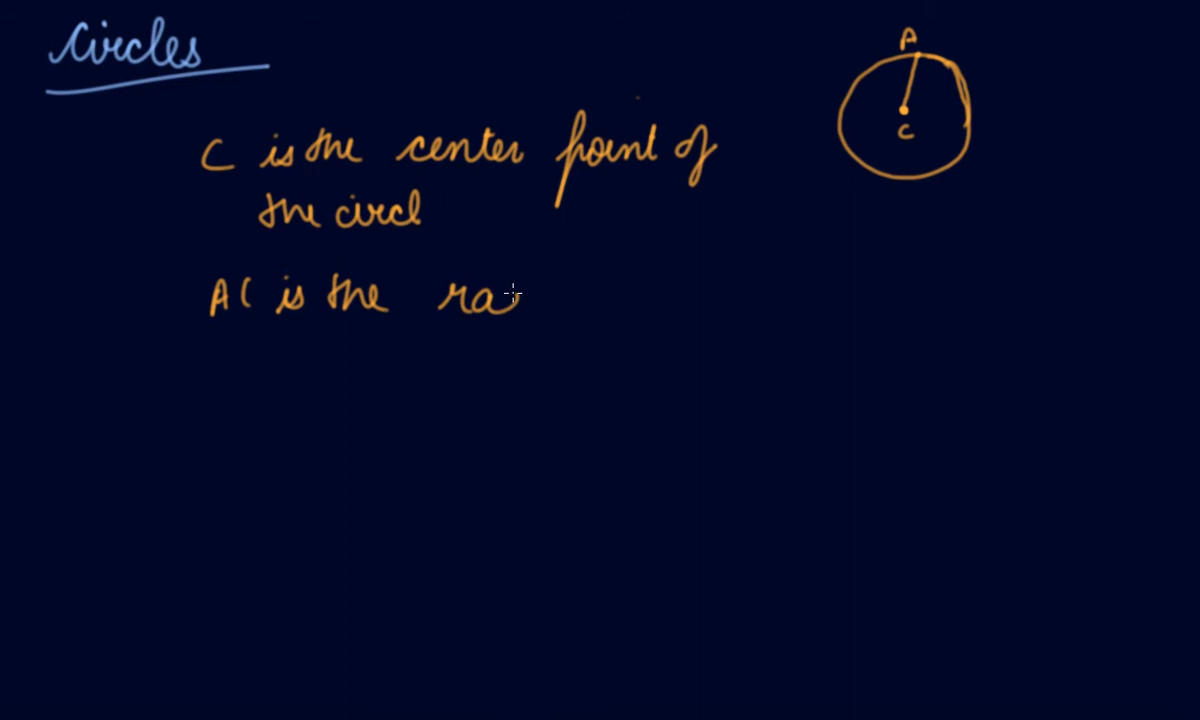 Circles
A
C
C is the center point of
the circl
AC is the ra